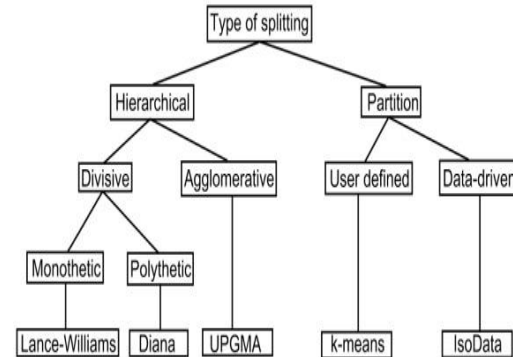 Type of splitting
Hierarchical
Partition
Divisive
Agglomerative
User defined
Data-driven
Monothetic
Polythetic
Lance-Williams
Diana
UPGMA
k-means
IsoData